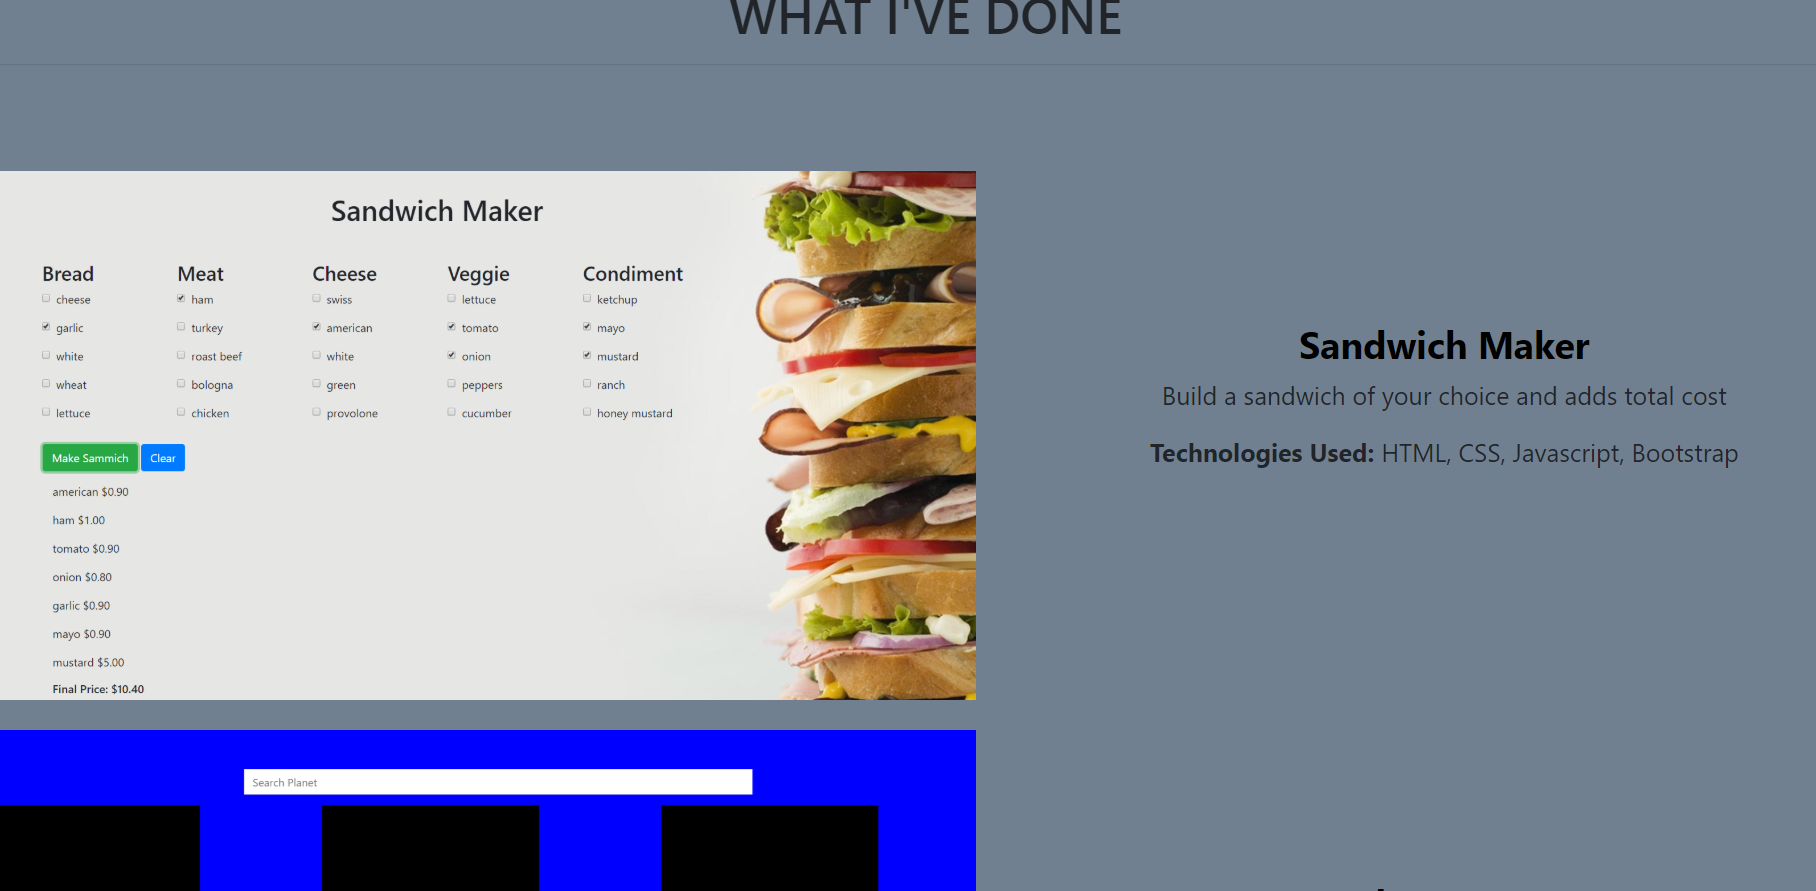 WHAT I'VE DONE
Sandwich Maker
Bread Meat Cheese Veggie Condiment
cheese ham swiss lettuce ketchup
garlic turkey american tomato mayo
white roast beef white onion mustard
wheat bologna green peppers ranch
lettuce chicken provolone cucumber honey mustard
Make Sammich Clear
american $0.90
ham $1.00
tomato $0.90
onion $0.80
garlic $0.90
mayo $0.90
mustard $5.00
Final Price: $10.40
Sandwich Maker
Build a sandwich of your choice and adds total cost
Technologies Used: HTML, CSS, Javascript, Bootstrap
Search Planet